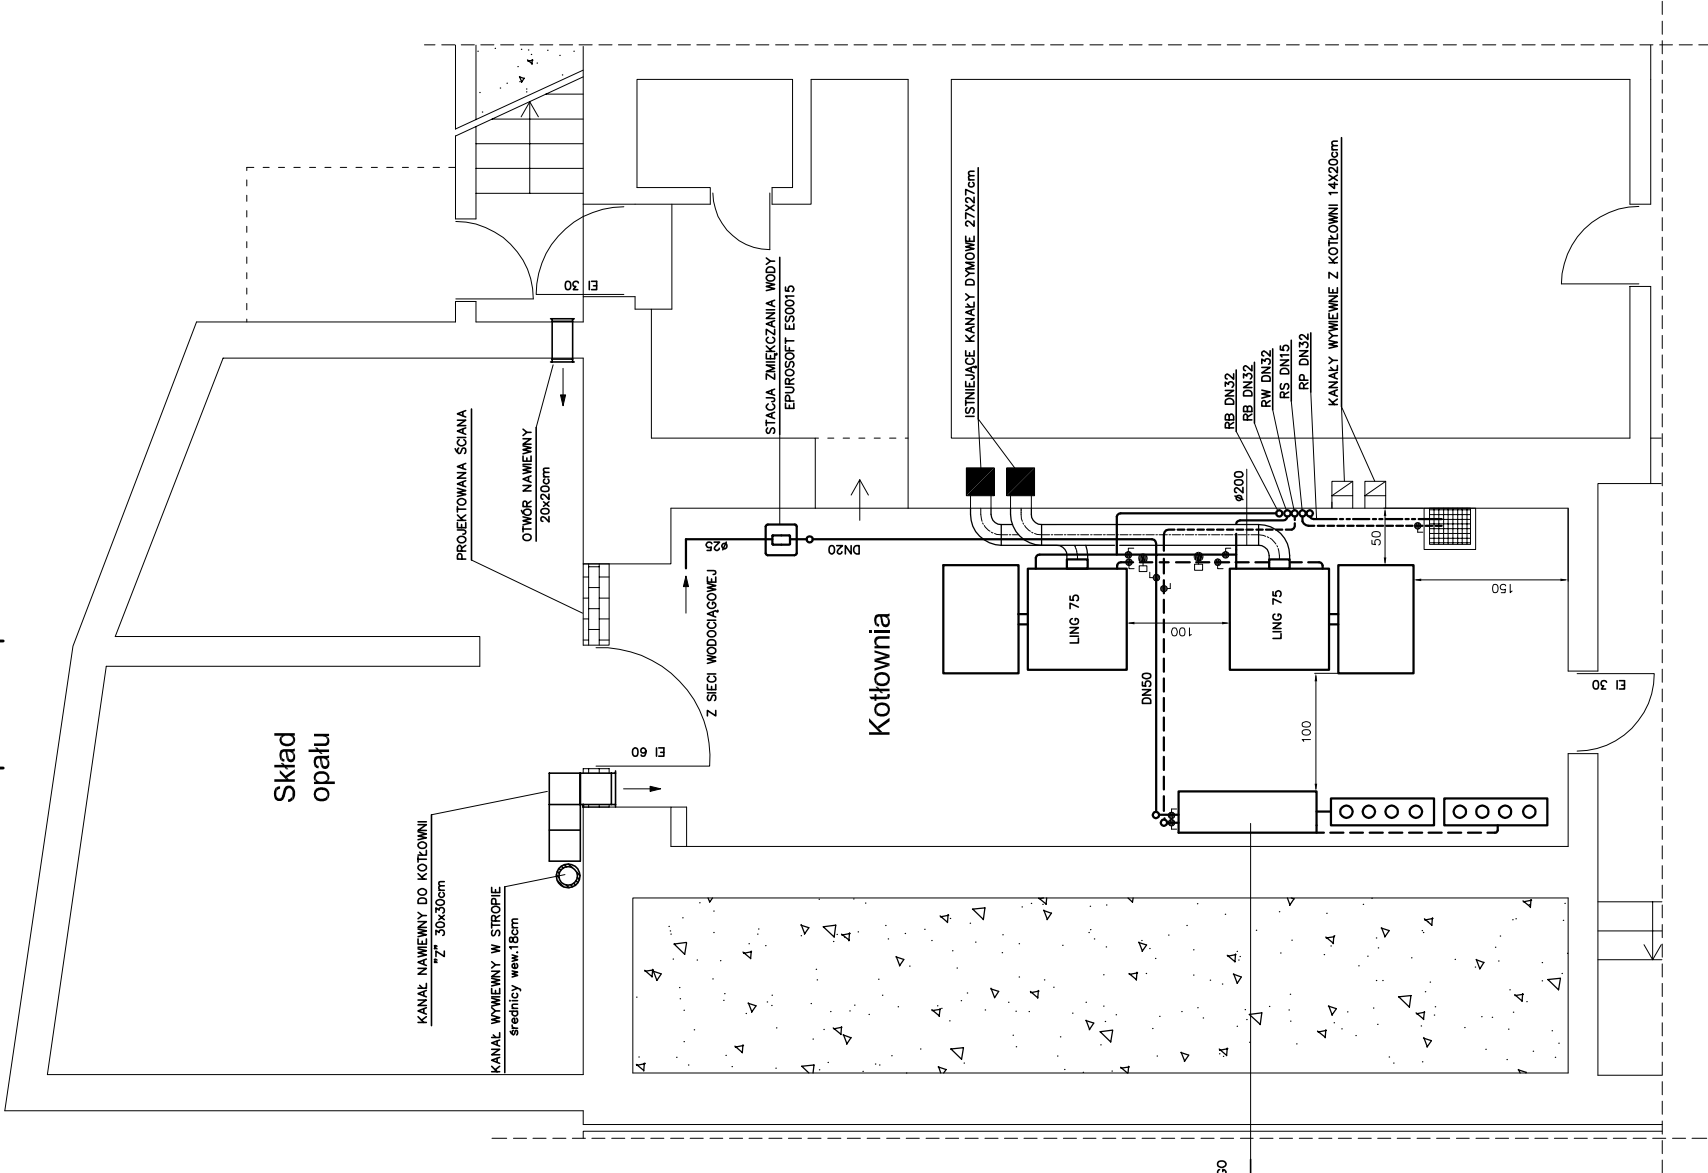 EI 30
STACJA ZMIĘKCZANIA WODY
EPUROSOFT ES0015
ISTNIEJĄCE KANAŁY DYMOWE 27X27cm
KANAŁY WYWIEWNE Z KOTŁOWNI 14X20cm
RB DN32
RB DN32
RW DN32
RS DN15
RP DN32
PROJEKTOWANA ŚCIANA
OTWÓR NAWIEWNY
20x20cm
ø200
ø25
DN20
50
150
Z SIECI WODOCIĄGOWEJ
Kotłownia
LING 75
100
LING 75
DN50
EI 30
100
EI 60
Skład
opału
KANAŁ NAWIEWNY DO KOTŁOWNI
"Z" 30x30cm
KANAŁ WYWIEWNY W STROPIE
średnicy wew.18cm